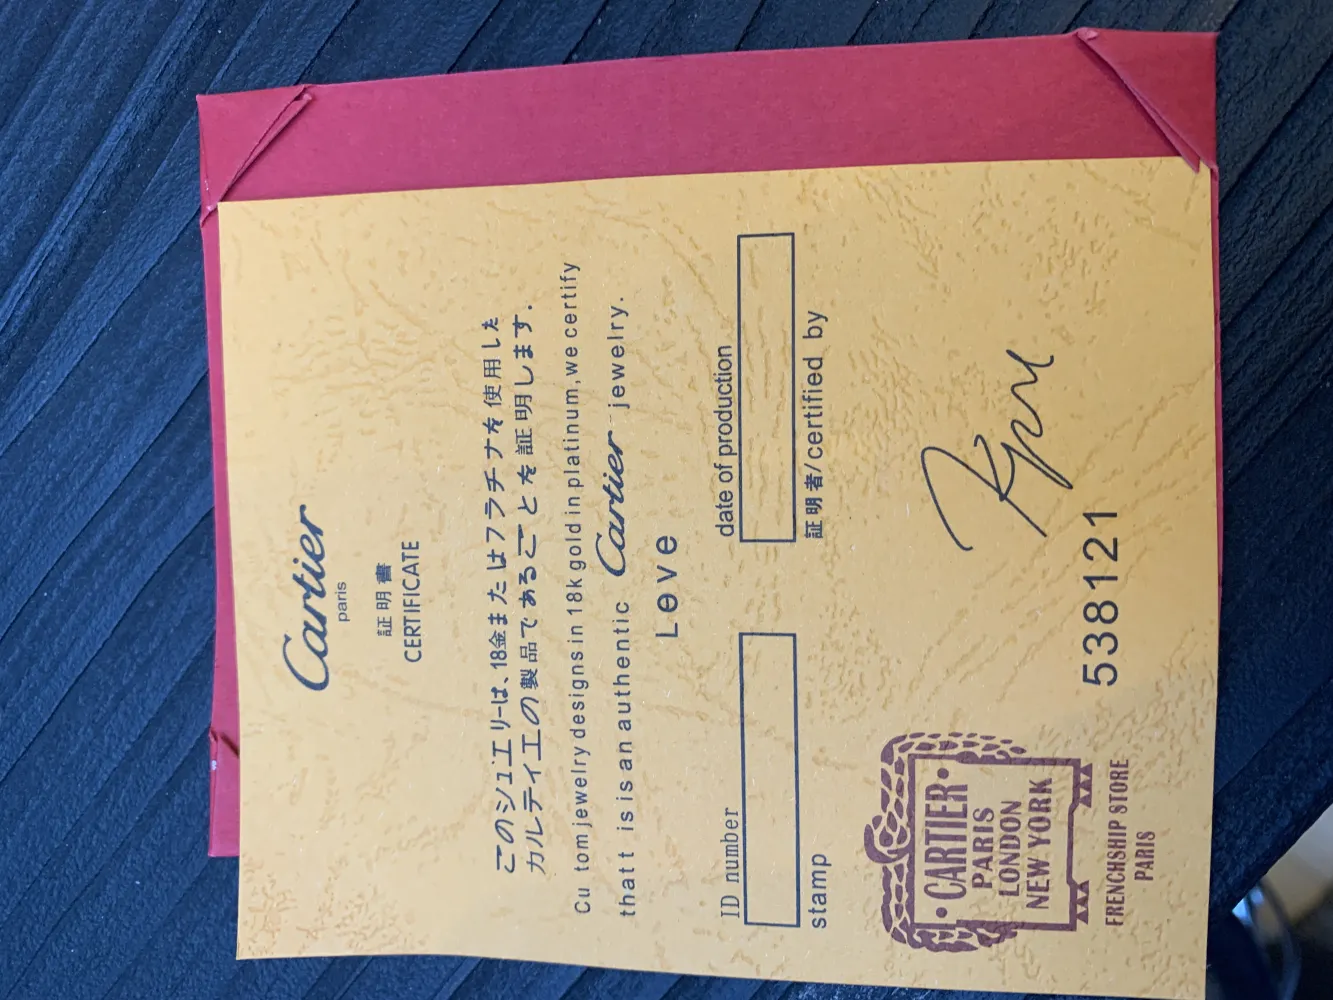 Cartier
paris
証明書
CERTIFICATE
このジュエリーは、18金またはフラチナを使用した
カルティエの製品であることを証明します.
Cu tom jewelry designs in 18k gold in platinum,we certify
thatt is is an authentic Cartier jewelry.
Leve
ID number
date of production
stamp
証明者/certified by
• CARTIER •
PARIS
LONDON
NEW YORK
FRENCHSHIP STORE
PARIS
538121